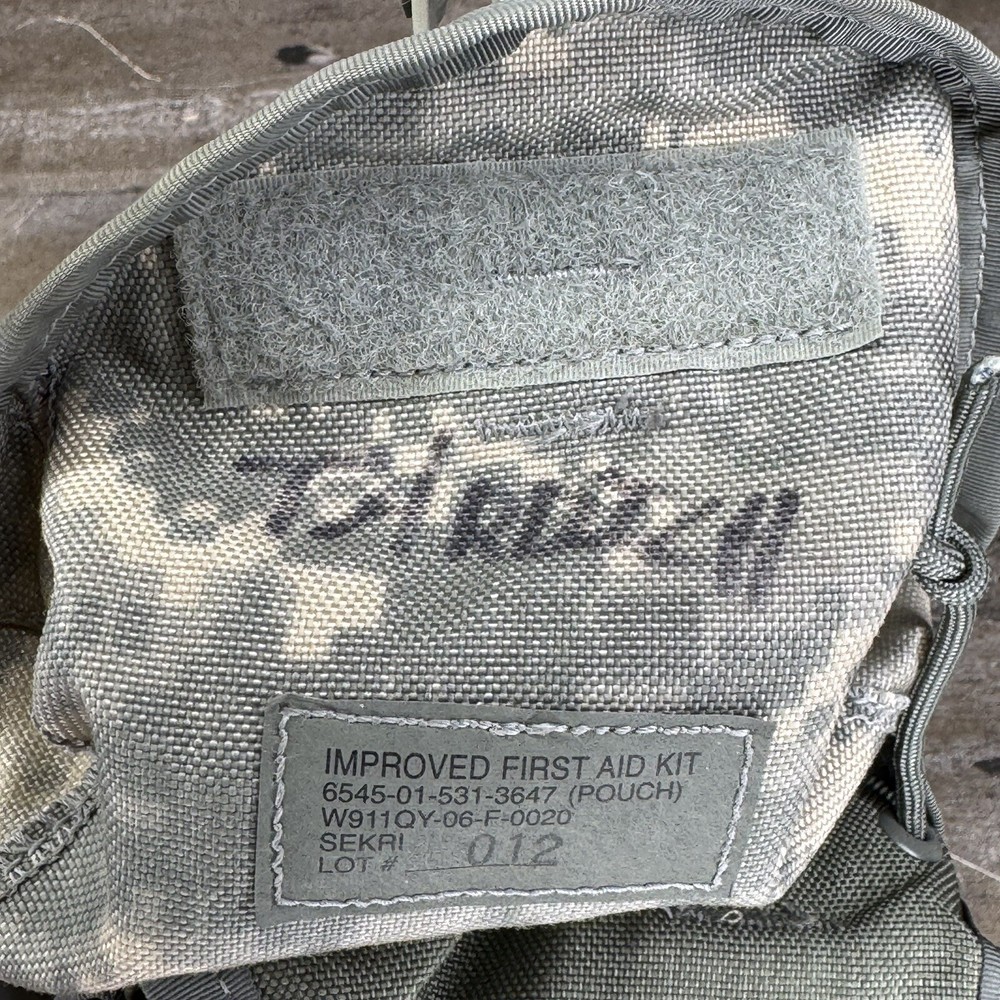 IMPROVED FIRST AID KIT
6545-01-531-3647 (POUCH)
W911QY-06-F-0020
SEKRI
LOT # 012